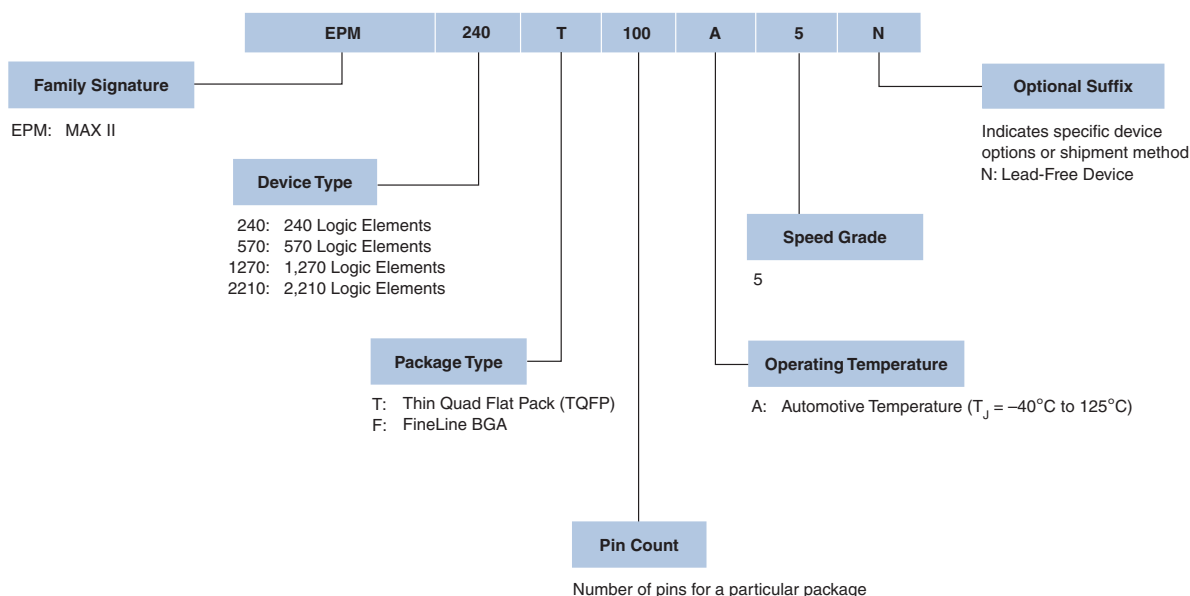 EPM 240 T 100 A 5 N
Family Signature
EPM: MAX II
Optional Suffix
Indicates specific device
options or shipment method
N: Lead-Free Device
Device Type
240: 240 Logic Elements
570: 570 Logic Elements
1270: 1,270 Logic Elements
2210: 2,210 Logic Elements
Speed Grade
5
Package Type
T: Thin Quad Flat Pack (TQFP)
F: FineLine BGA
Operating Temperature
A: Automotive Temperature (TJ = –40°C to 125°C)
Pin Count
Number of pins for a particular package